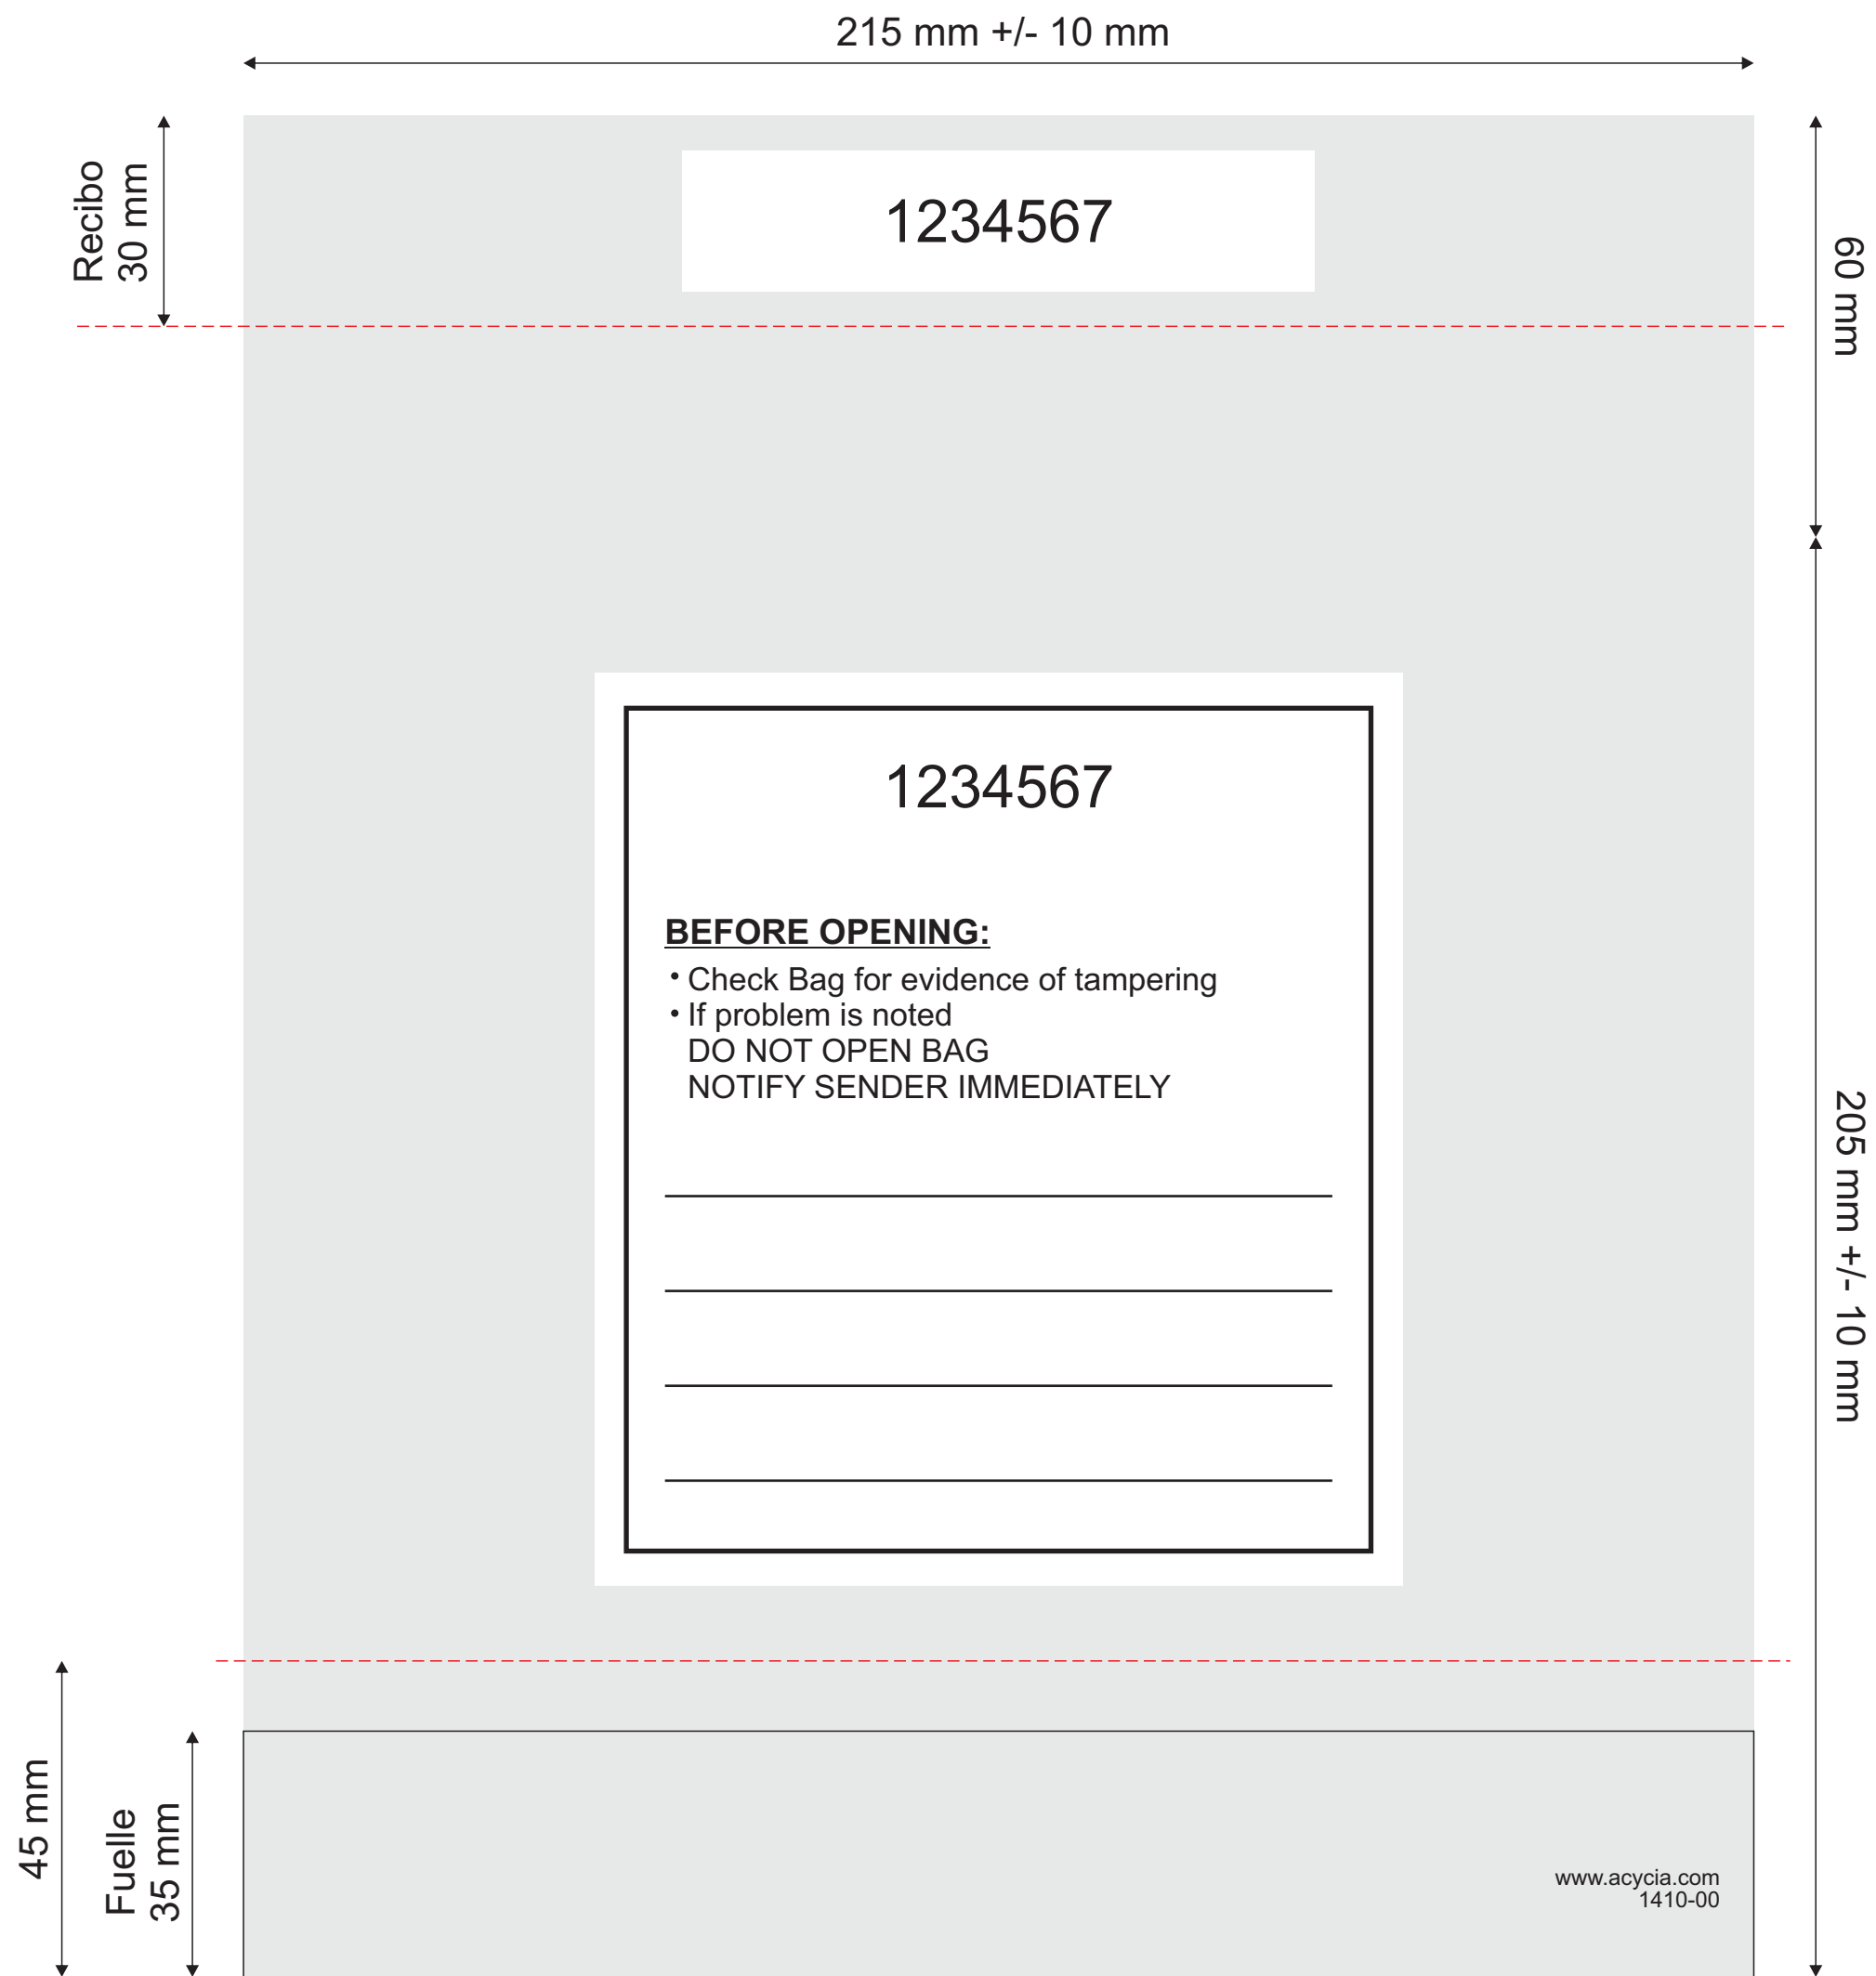 215 mm +/- 10 mm
Recibo
30 mm
1234567
60 mm
1234567
BEFORE OPENING:
• Check Bag for evidence of tampering
• If problem is noted
DO NOT OPEN BAG
NOTIFY SENDER IMMEDIATELY
205 mm +/- 10 mm
45 mm
Fuelle
35 mm
www.acycia.com
1410-00